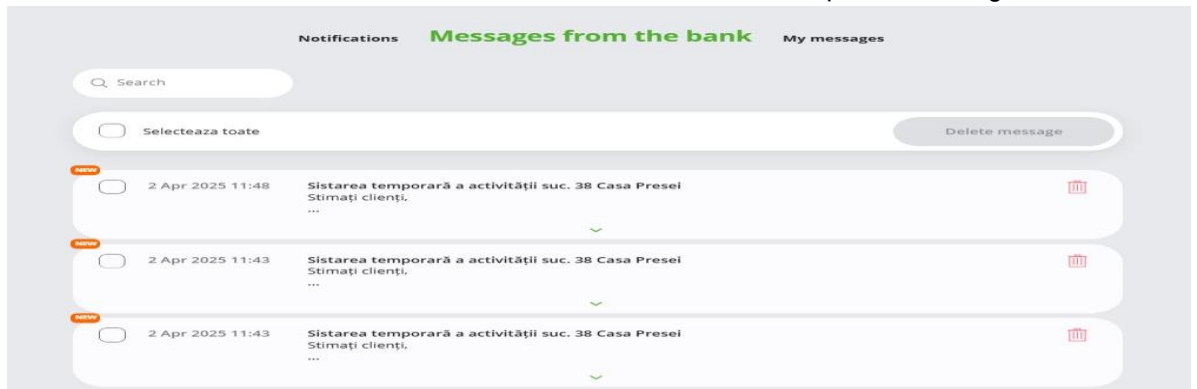 Notifications Messages from the bank My messages
Search
Selecteaza toate Delete message
NEW
2 Apr 2025 11:48 Sistarea temporară a activității suc. 38 Casa Presei
Stimați clienți,
...
NEW
2 Apr 2025 11:43 Sistarea temporară a activității suc. 38 Casa Presei
Stimați clienți,
...
NEW
2 Apr 2025 11:43 Sistarea temporară a activității suc. 38 Casa Presei
Stimați clienți,
...